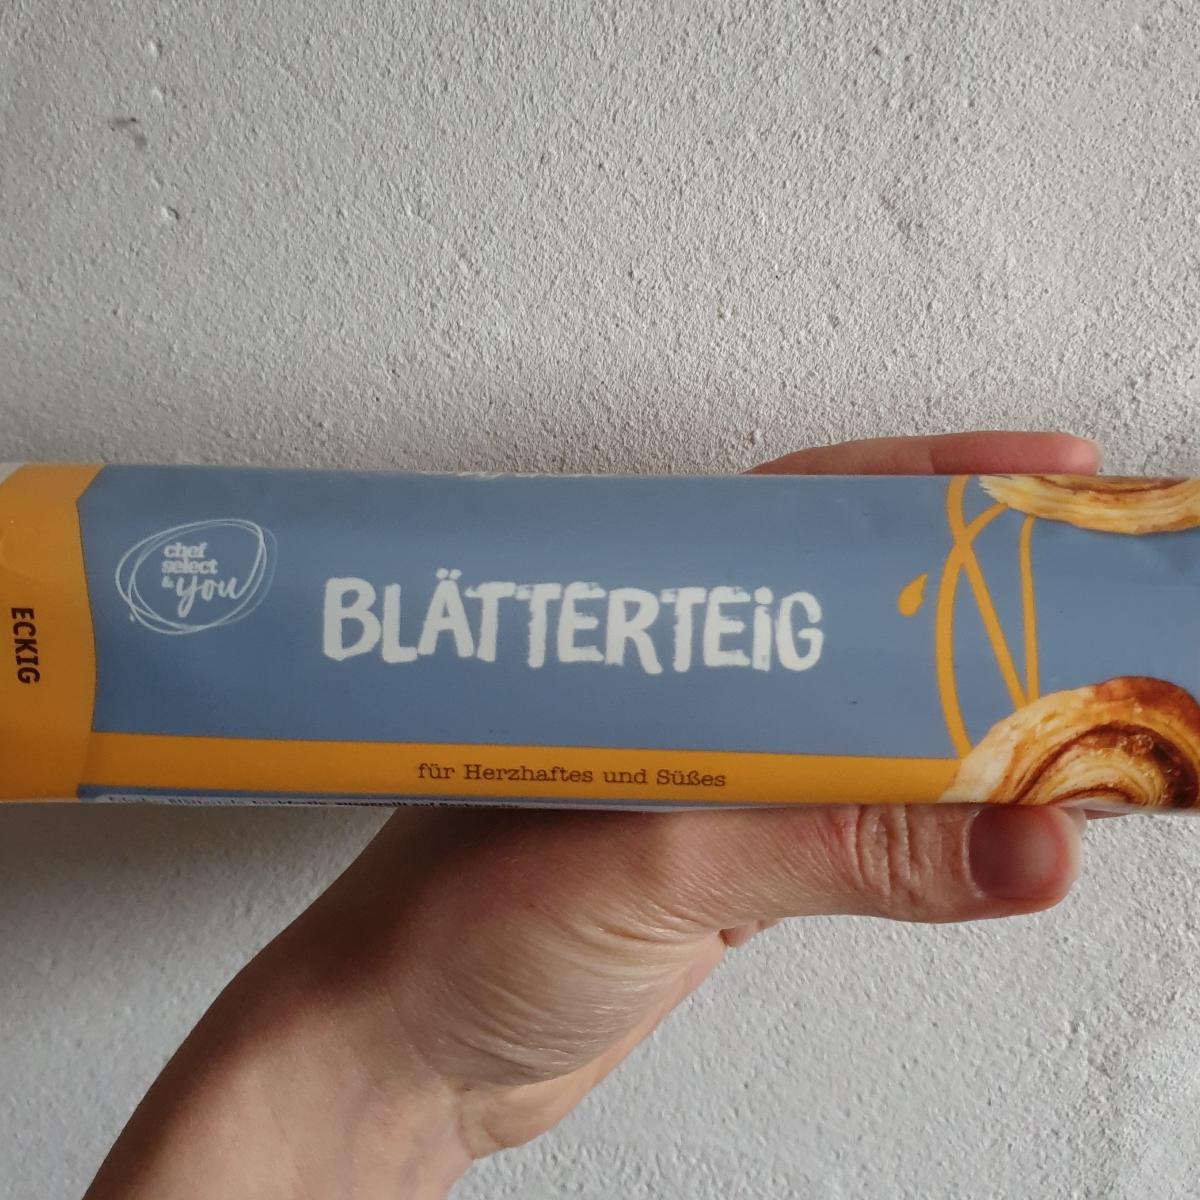 chef
select
& you
BLÄTTERTEIG
ECKIG
für Herzhaftes und Süßes